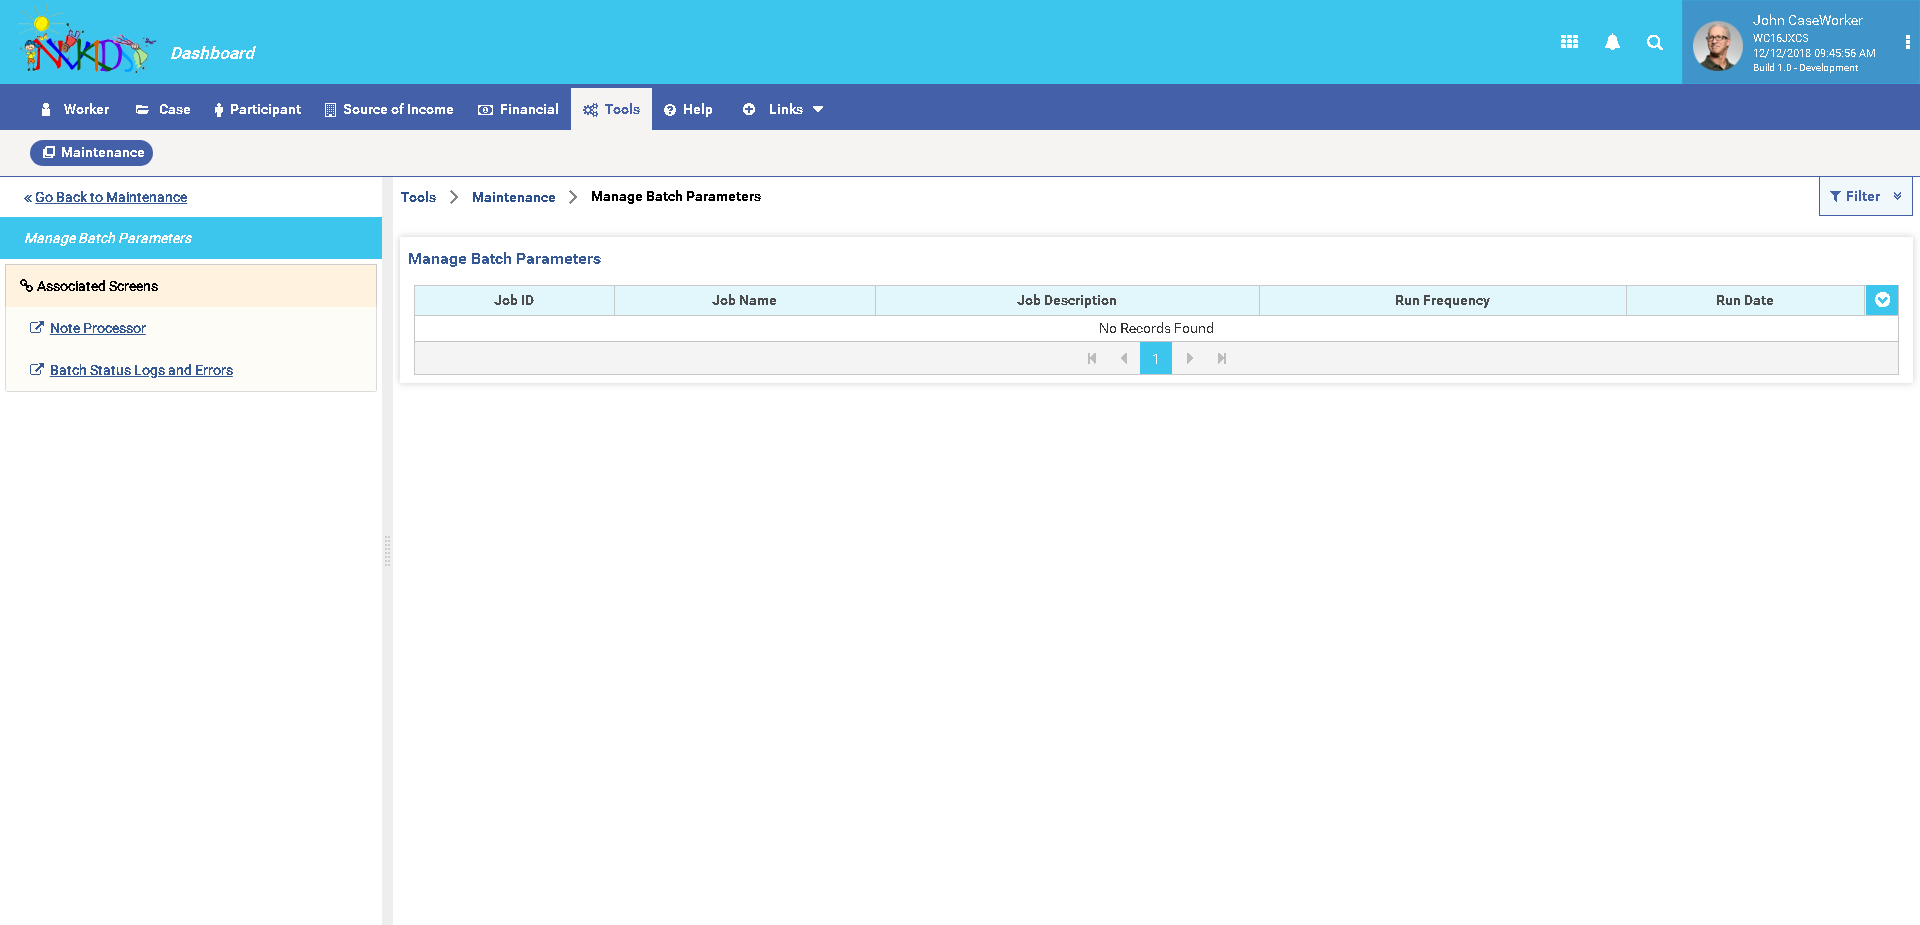 NVKIDS
Dashboard
John CaseWorker
WC16JXCS
12/12/2018 09:45:56 AM
Build 1.0 - Development
Worker
Case
Participant
Source of Income
Financial
Tools
Help
Links
Maintenance
« Go Back to Maintenance
Tools
Maintenance
Manage Batch Parameters
Filter
Manage Batch Parameters
Associated Screens
Note Processor
Batch Status Logs and Errors
Manage Batch Parameters
Job ID
Job Name
Job Description
Run Frequency
Run Date
No Records Found
1